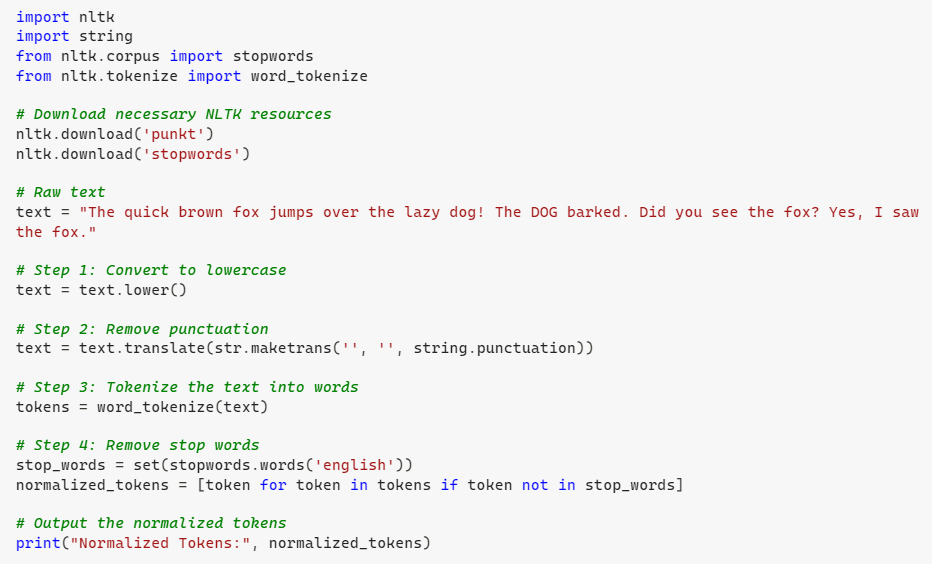 import nltk
import string
from nltk.corpus import stopwords
from nltk.tokenize import word_tokenize
# Download necessary NLTK resources
nltk.download('punkt')
nltk.download('stopwords')
# Raw text
text = "The quick brown fox jumps over the lazy dog! The DOG barked. Did you see the fox? Yes, I saw
the fox."
# Step 1: Convert to lowercase
text = text.lower()
# Step 2: Remove punctuation
text = text.translate(str.maketrans('', '', string.punctuation))
# Step 3: Tokenize the text into words
tokens = word_tokenize(text)
# Step 4: Remove stop words
stop_words = set(stopwords.words('english'))
normalized_tokens = [token for token in tokens if token not in stop_words]
# Output the normalized tokens
print("Normalized Tokens:", normalized_tokens)